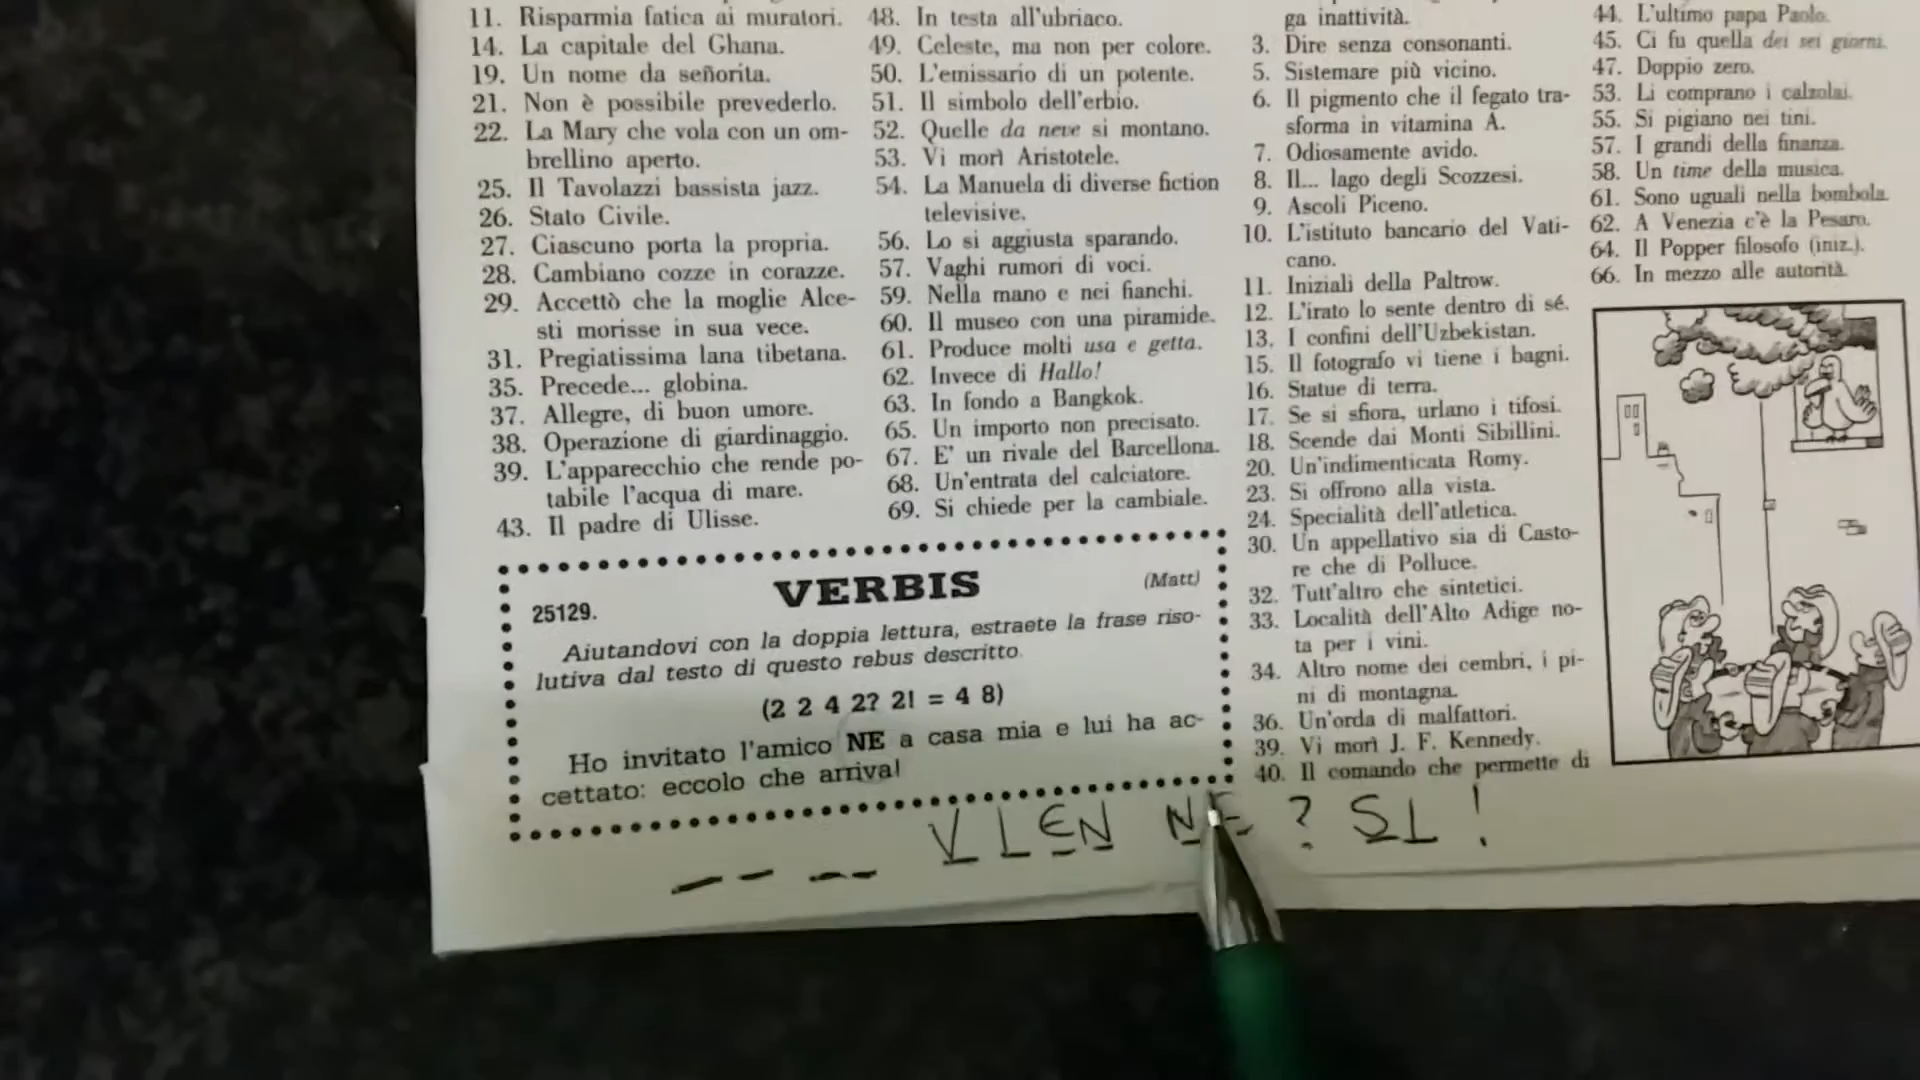 11. Risparmia fatica ai muratori.
14. La capitale del Ghana.
19. Un nome da señorita.
21. Non è possibile prevederlo.
22. La Mary che vola con un om-
brellino aperto.
25. Il Tavolazzi bassista jazz.
26. Stato Civile.
27. Ciascuno porta la propria.
28. Cambiano cozze in corazze.
29. Accettò che la moglie Alce-
sti morisse in sua vece.
31. Pregiatissima lana tibetana.
35. Precede... globina.
37. Allegre, di buon umore.
38. Operazione di giardinaggio.
39. L'apparecchio che rende po-
tabile l'acqua di mare.
43. Il padre di Ulisse.
48. In testa all'ubriaco.
49. Celeste, ma non per colore.
50. L'emissario di un potente.
51. Il simbolo dell'erbio.
52. Quelle da neve si montano.
53. Vi morì Aristotele.
54. La Manuela di diverse fiction
televisive.
56. Lo si aggiusta sparando.
57. Vaghi rumori di voci.
59. Nella mano e nei fianchi.
60. Il museo con una piramide.
61. Produce molti usa e getta.
62. Invece di Hallo!
63. In fondo a Bangkok.
65. Un importo non precisato.
67. E' un rivale del Barcellona.
68. Un'entrata del calciatore.
69. Si chiede per la cambiale.
ga inattività.
3. Dire senza consonanti.
5. Sistemare più vicino.
6. Il pigmento che il fegato tra-
sforma in vitamina A.
7. Odiosamente avido.
8. Il... lago degli Scozzesi.
9. Ascoli Piceno.
10. L'istituto bancario del Vati-
cano.
11. Iniziali della Paltrow.
12. L'irato lo sente dentro di sé.
13. I confini dell'Uzbekistan.
15. Il fotografo vi tiene i bagni.
16. Statue di terra.
17. Se si sfiora, urlano i tifosi.
18. Scende dai Monti Sibillini.
20. Un'indimenticata Romy.
23. Si offrono alla vista.
24. Specialità dell'atletica.
30. Un appellativo sia di Casto-
re che di Polluce.
32. Tutt'altro che sintetici.
33. Località dell'Alto Adige no-
ta per i vini.
34. Altro nome dei cembri, i pi-
ni di montagna.
36. Un'orda di malfattori.
39. Vi morì J. F. Kennedy.
40. Il comando che permette di
44. L'ultimo papa Paolo.
45. Ci fu quella dei sei giorni.
47. Doppio zero.
53. Li comprano i calzolai.
55. Si pigiano nei tini.
57. I grandi della finanza.
58. Un time della musica.
61. Sono uguali nella bombola.
62. A Venezia c'è la Pesaro.
64. Il Popper filosofo (iniz.).
66. In mezzo alle autorità.
VERBIS
(Matt)
25129.
Aiutandovi con la doppia lettura, estraete la frase riso-
lutiva dal testo di questo rebus descritto.
(2 2 4 2? 2! = 4 8)
Ho invitato l'amico NE a casa mia e lui ha ac-
cettato: eccolo che arriva!
VIEN NE ? SI !